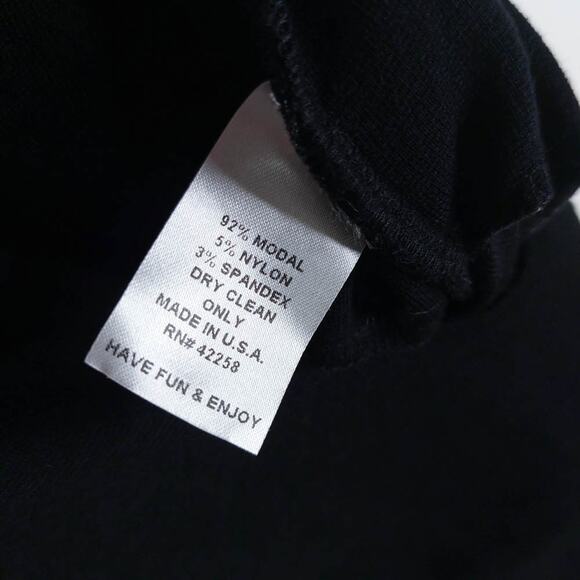 92% MODAL
5% NYLON
3% SPANDEX
DRY CLEAN
ONLY
MADE IN U.S.A.
RN# 42258
HAVE FUN & ENJOY